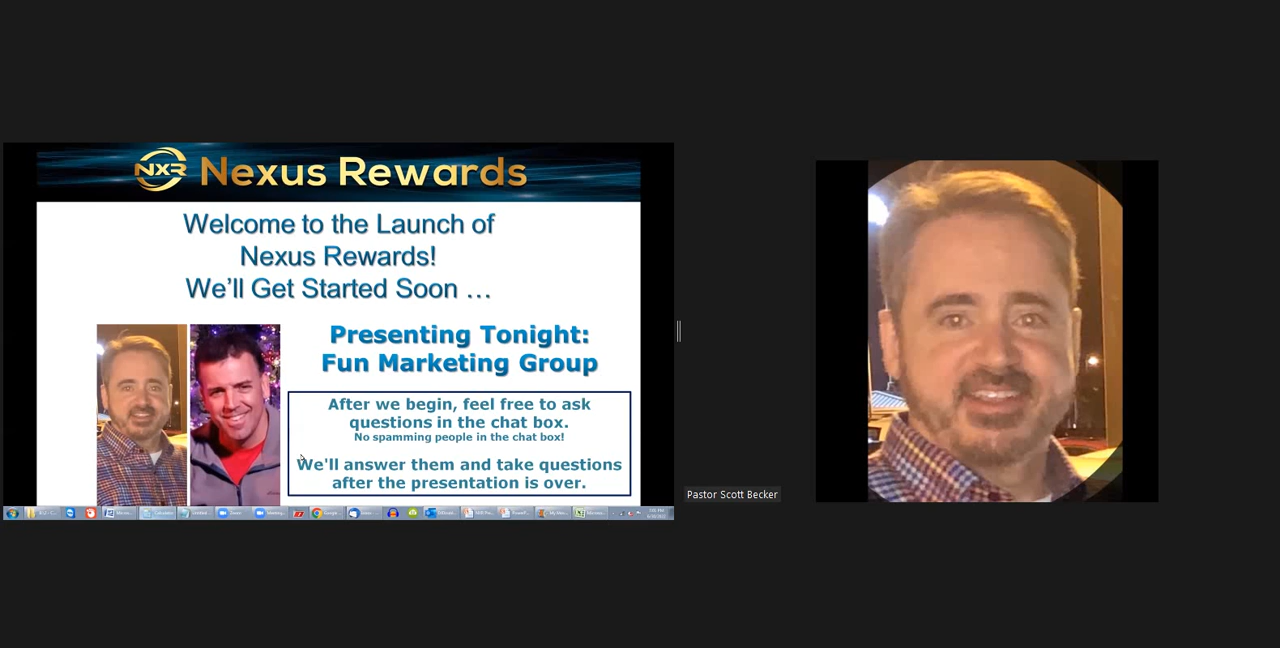 NXR Nexus Rewards
Welcome to the Launch of
Nexus Rewards!
We'll Get Started Soon …
Presenting Tonight:
Fun Marketing Group
After we begin, feel free to ask
questions in the chat box.
No spamming people in the chat box!
We'll answer them and take questions
after the presentation is over.
Pastor Scott Becker